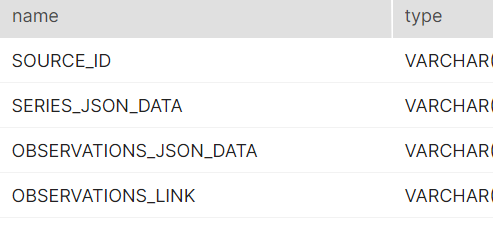 name type
SOURCE_ID VARCHAR(
SERIES_JSON_DATA VARCHAR(
OBSERVATIONS_JSON_DATA VARCHAR(
OBSERVATIONS_LINK VARCHAR(